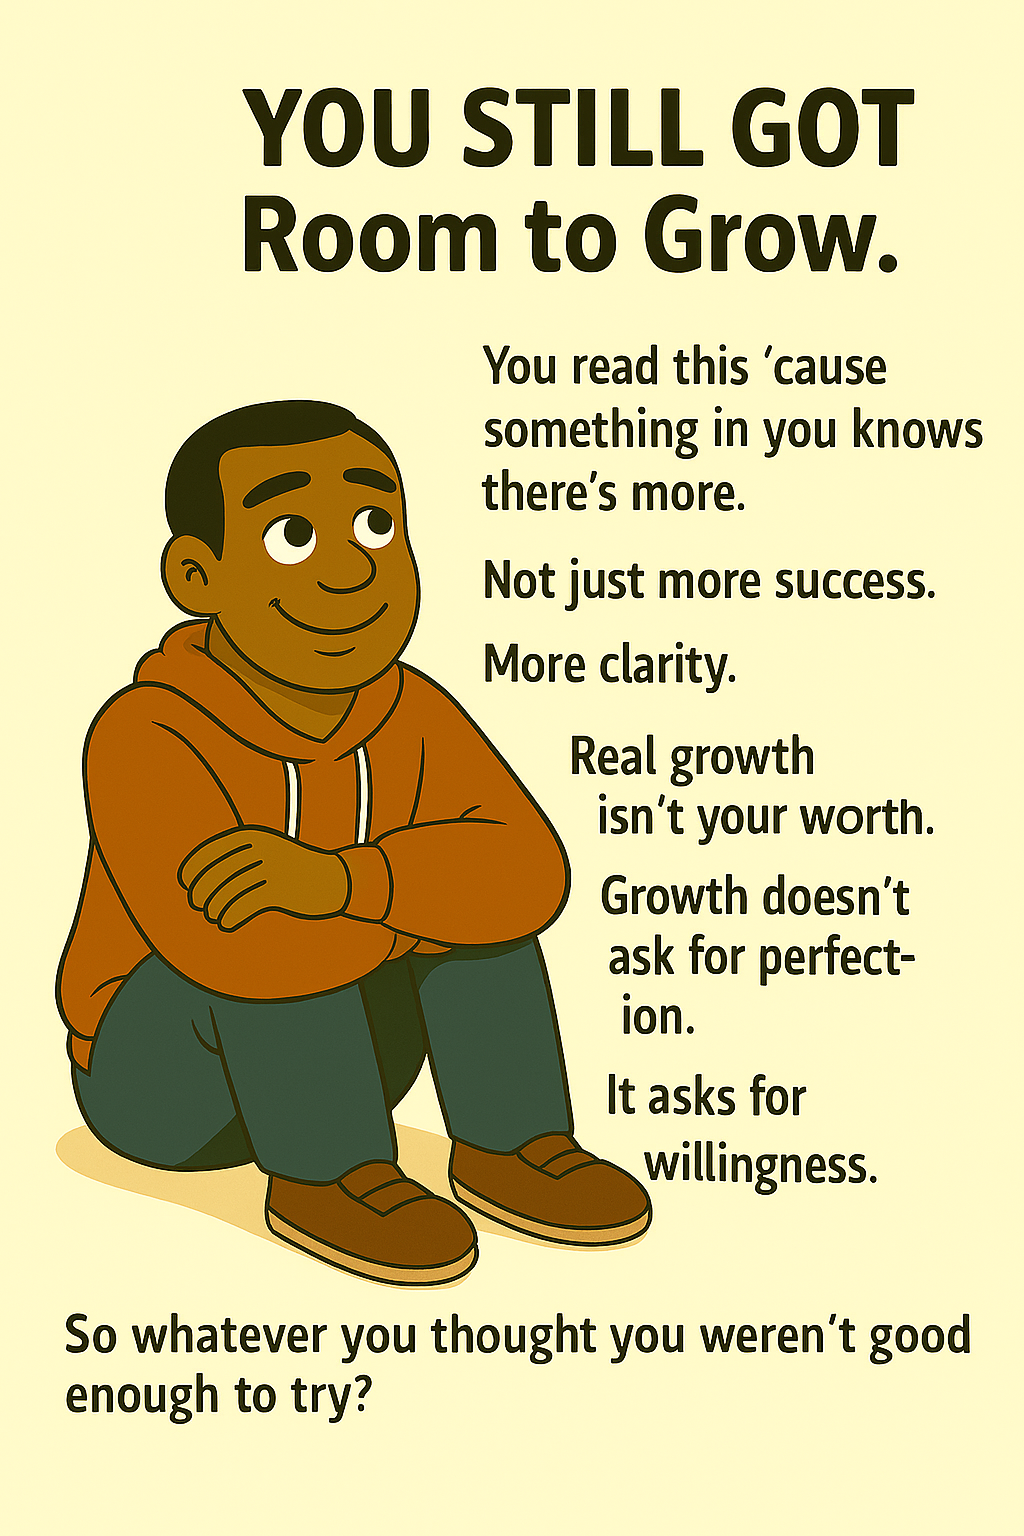 YOU STILL GOT
Room to Grow.
You read this ’cause
something in you knows
there’s more.
Not just more success.
More clarity.
Real growth
isn’t your worth.
Growth doesn’t
ask for perfect-
ion.
It asks for
willingness.
So whatever you thought you weren’t good
enough to try?